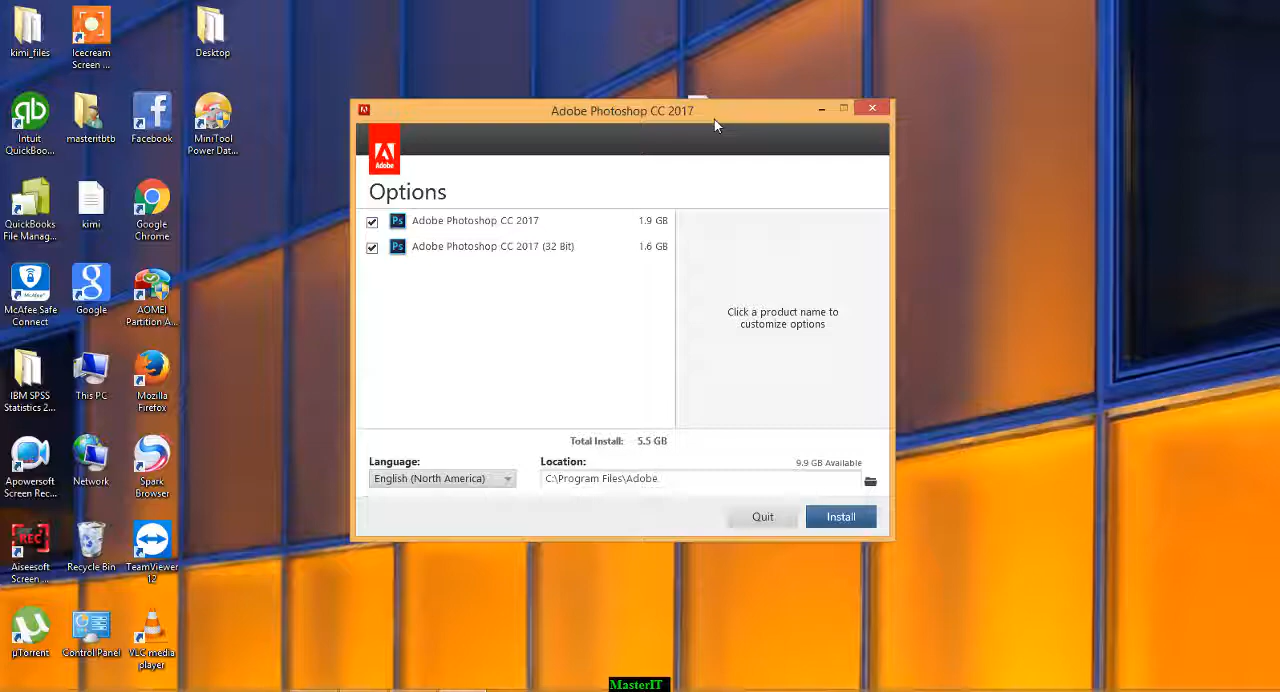 kimi_files
Icecream
Screen ...
Desktop
Intuit
QuickBoo...
masteritbtb
Facebook
MiniTool
Power Dat...
QuickBooks
File Manag...
kimi
Google
Chrome
McAfee Safe
Connect
Google
AOMEI
Partition A...
IBM SPSS
Statistics 2...
This PC
Mozilla
Firefox
Apowersoft
Screen Rec...
Network
Spark
Browser
REC
Aiseesoft
Screen ...
Recycle Bin
TeamViewer
12
µTorrent
Control Panel
VLC media
player
Adobe Photoshop CC 2017
Adobe
Options
Ps Adobe Photoshop CC 2017 1.9 GB
Ps Adobe Photoshop CC 2017 (32 Bit) 1.6 GB
Click a product name to
customize options
Total Install: 5.5 GB
Language:
English (North America)
Location:
9.9 GB Available
C:\Program Files\Adobe
Quit
Install
MasterIT